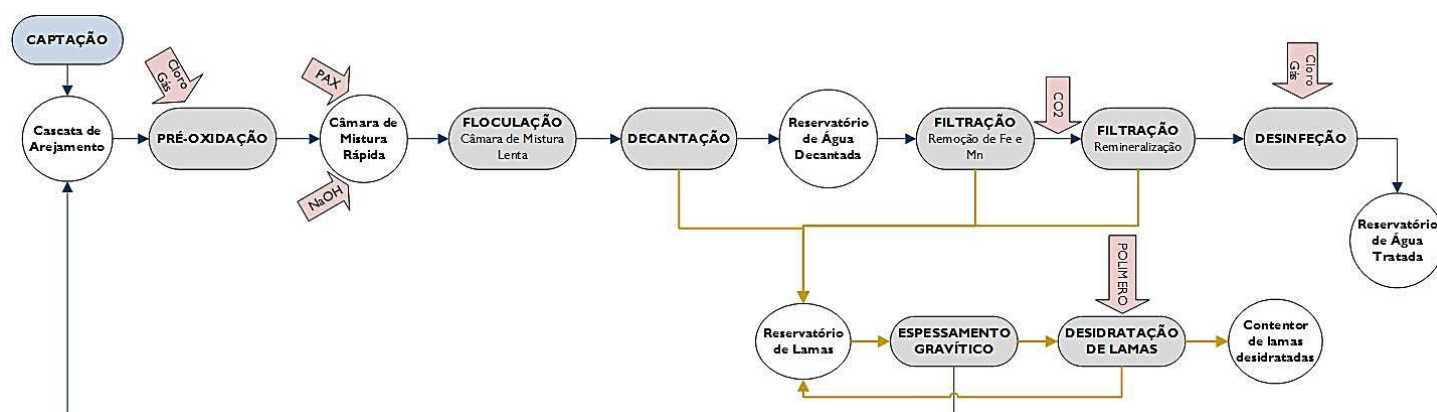 CAPTAÇÃO
Cloro
Gás
PAX
Cloro
Gás
Cascata de
Arejamento
PRÉ-OXIDAÇÃO
Câmara de
Mistura
Rápida
NaOH
FLOCULAÇÃO
Câmara de Mistura
Lenta
DECANTAÇÃO
Reservatório
de Água
Decantada
FILTRAÇÃO
Remoção de Fe e
Mn
CO2
FILTRAÇÃO
Remineralização
DESINFEÇÃO
Reservatório
de Água
Tratada
POLIMERO
Reservatório
de Lamas
ESPESSAMENTO
GRAVÍTICO
DESIDRATAÇÃO
DE LAMAS
Contentor
de lamas
desidratadas